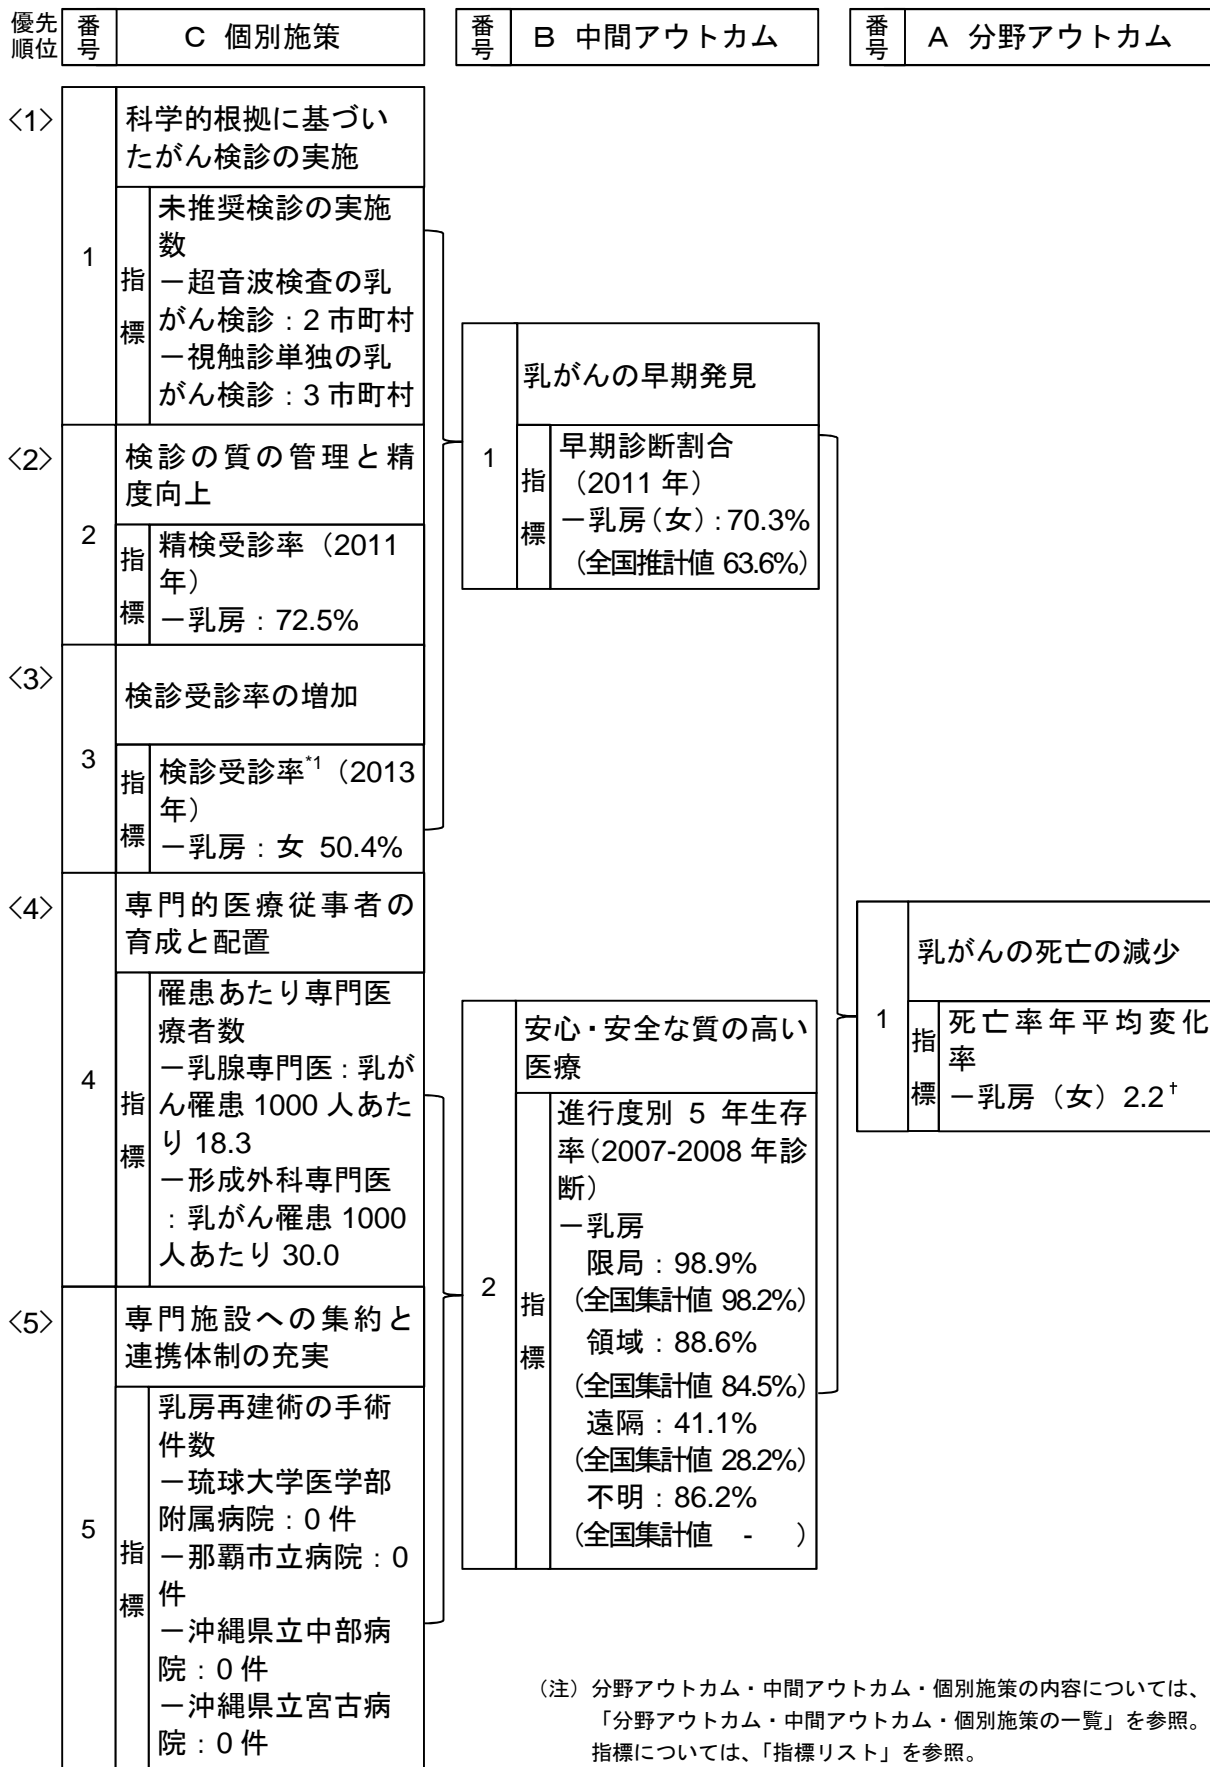 優先
順位
番
号
C 個別施策
番
号
B 中間アウトカム
番
号
A 分野アウトカム
〈1〉
1
科学的根拠に基づい
たがん検診の実施
指
標
未推奨検診の実施
数
－超音波検査の乳
がん検診：2 市町村
－視触診単独の乳
がん検診：3 市町村
〈2〉
2
検診の質の管理と精
度向上
指
標
精検受診率（2011
年）
－乳房：72.5%
〈3〉
3
検診受診率の増加
指
標
検診受診率*1（2013
年）
－乳房：女 50.4%
〈4〉
4
専門的医療従事者の
育成と配置
指
標
罹患あたり専門医
療者数
－乳腺専門医：乳が
ん罹患 1000 人あた
り 18.3
－形成外科専門医
：乳がん罹患 1000
人あたり 30.0
〈5〉
5
専門施設への集約と
連携体制の充実
指
標
乳房再建術の手術
件数
－琉球大学医学部
附属病院：0 件
－那覇市立病院：0
件
－沖縄県立中部病
院：0 件
－沖縄県立宮古病
院：0 件
1
乳がんの早期発見
指
標
早期診断割合
（2011 年）
－乳房（女）：70.3%
（全国推計値 63.6%）
2
安心・安全な質の高い
医療
指
標
進行度別 5 年生存
率（2007-2008 年診
断）
－乳房
限局：98.9%
（全国集計値 98.2%）
領域：88.6%
（全国集計値 84.5%）
遠隔：41.1%
（全国集計値 28.2%）
不明：86.2%
（全国集計値 - ）
1
乳がんの死亡の減少
指
標
死亡率年平均変化
率
－乳房（女）2.2†
（注）分野アウトカム・中間アウトカム・個別施策の内容については、
「分野アウトカム・中間アウトカム・個別施策の一覧」を参照。
指標については、「指標リスト」を参照。